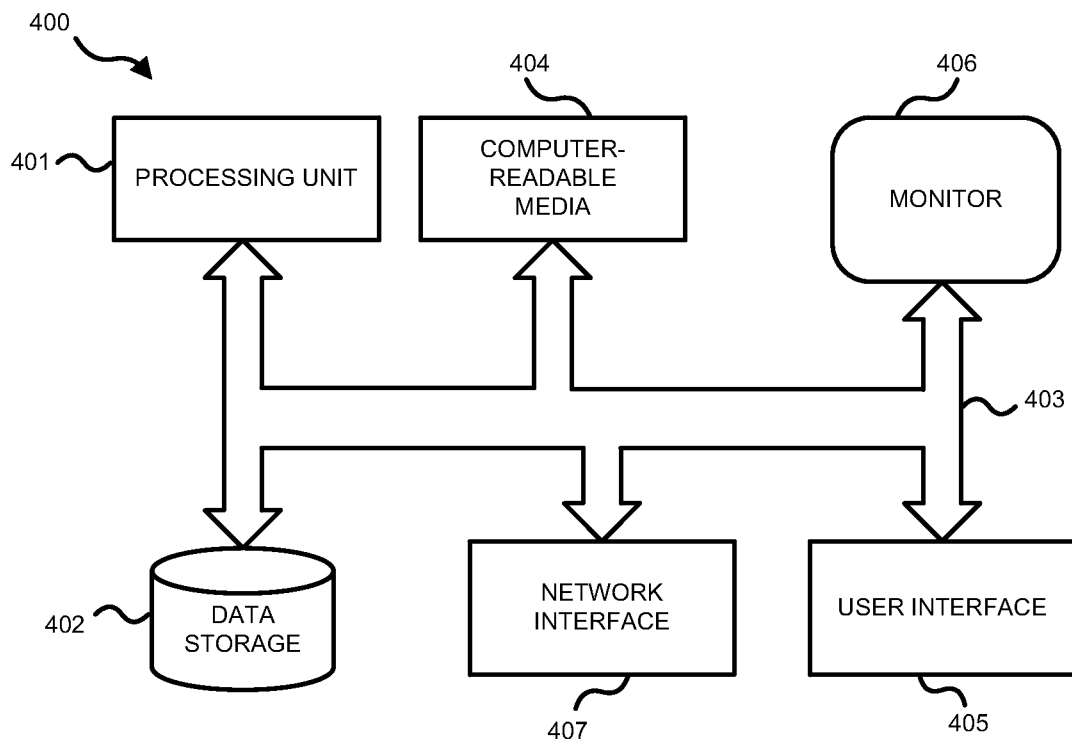 400
404
406
401
PROCESSING UNIT
COMPUTER-
READABLE
MEDIA
MONITOR
403
402
DATA
STORAGE
NETWORK
INTERFACE
USER INTERFACE
407
405